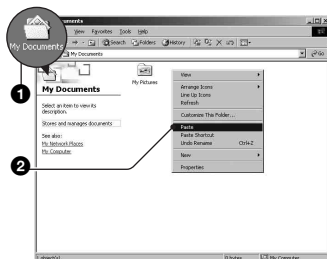 My Documents
Documents
View Favorites Tools Help
Search Folders History
My Documents
Go
My Documents
Select an item to view its
description.
Stores and manages documents
See also:
My Network Places
My Computer
My Pictures
View
Arrange Icons
Line Up Icons
Refresh
Customize This Folder...
Paste
Paste Shortcut
Undo Rename Ctrl+Z
New
Properties
1
2
1 object(s)
0 bytes
My Computer